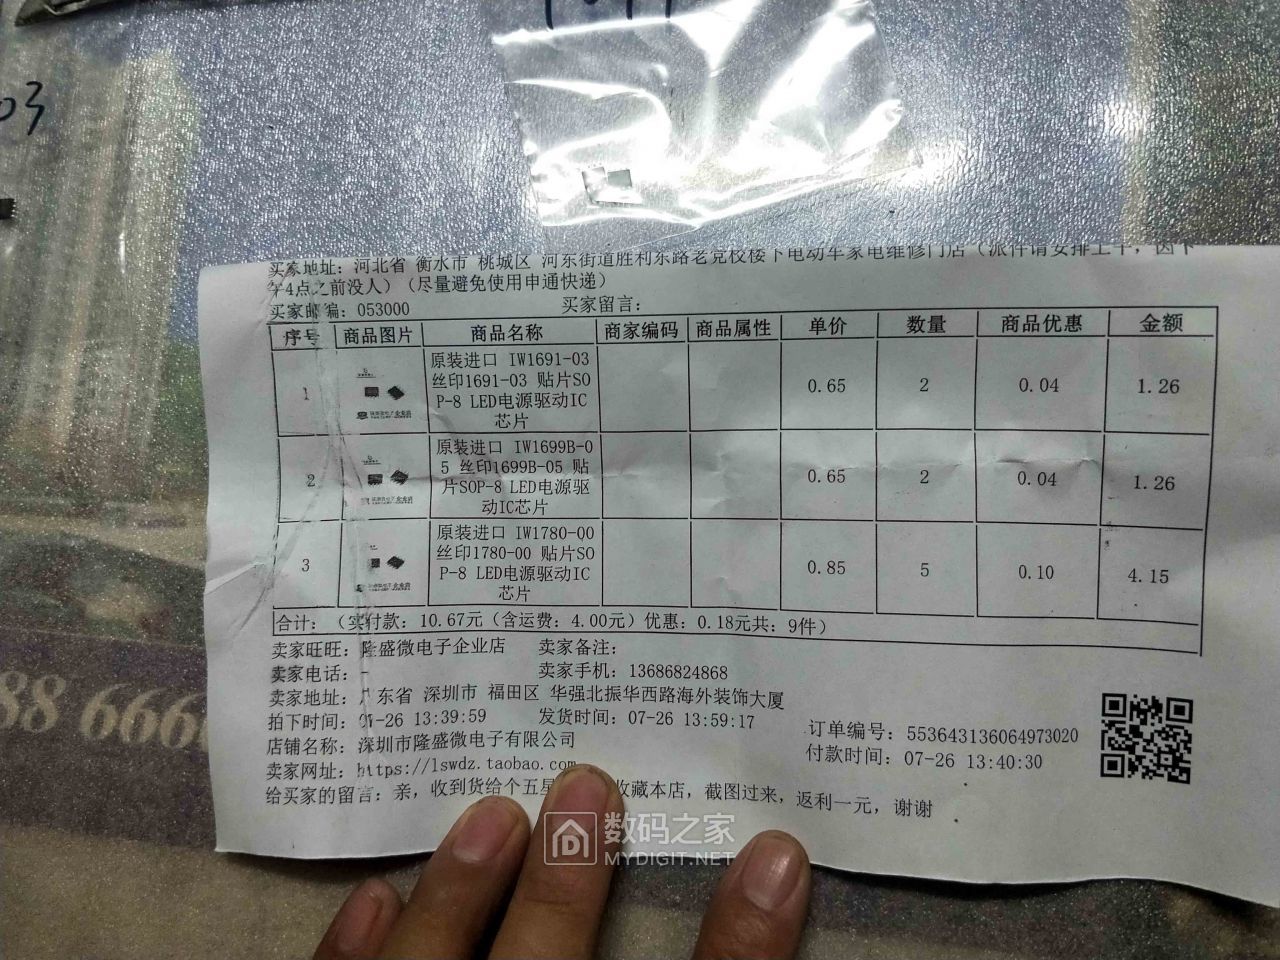 03
买家地址: 河北省 衡水市 桃城区 河东街道胜利东路老党校楼下电动车家电维修门店 (派件请安排上午, 因下
午4点之前没人) (尽量避免使用申通快递)
买家邮编: 053000 买家留言:
序号 商品图片 商品名称 商家编码 商品属性 单价 数量 商品优惠 金额
1 原装进口 IW1691-03 0.65 2 0.04 1.26
丝印1691-03 贴片SO
P-8 LED电源驱动IC
芯片
2 原装进口 IW1699B-0 0.65 2 0.04 1.26
5 丝印1699B-05 贴
片SOP-8 LED电源驱
动IC芯片
3 原装进口 IW1780-00 0.85 5 0.10 4.15
丝印1780-00 贴片SO
P-8 LED电源驱动IC
芯片
合计: (实付款: 10.67元(含运费: 4.00元) 优惠: 0.18元共: 9件)
卖家旺旺: 隆盛微电子企业店 卖家备注:
卖家电话: - 卖家手机: 13686824868
卖家地址: 广东省 深圳市 福田区 华强北振华西路海外装饰大厦
拍下时间: 07-26 13:39:59 发货时间: 07-26 13:59:17 订单编号: 553643136064973020
店铺名称: 深圳市隆盛微电子有限公司 付款时间: 07-26 13:40:30
卖家网址: https://lswdz.taobao.com
给买家的留言: 亲, 收到货给个五星 收藏本店, 截图过来, 返利一元, 谢谢
88 666
数码之家
MYDIGIT.NET